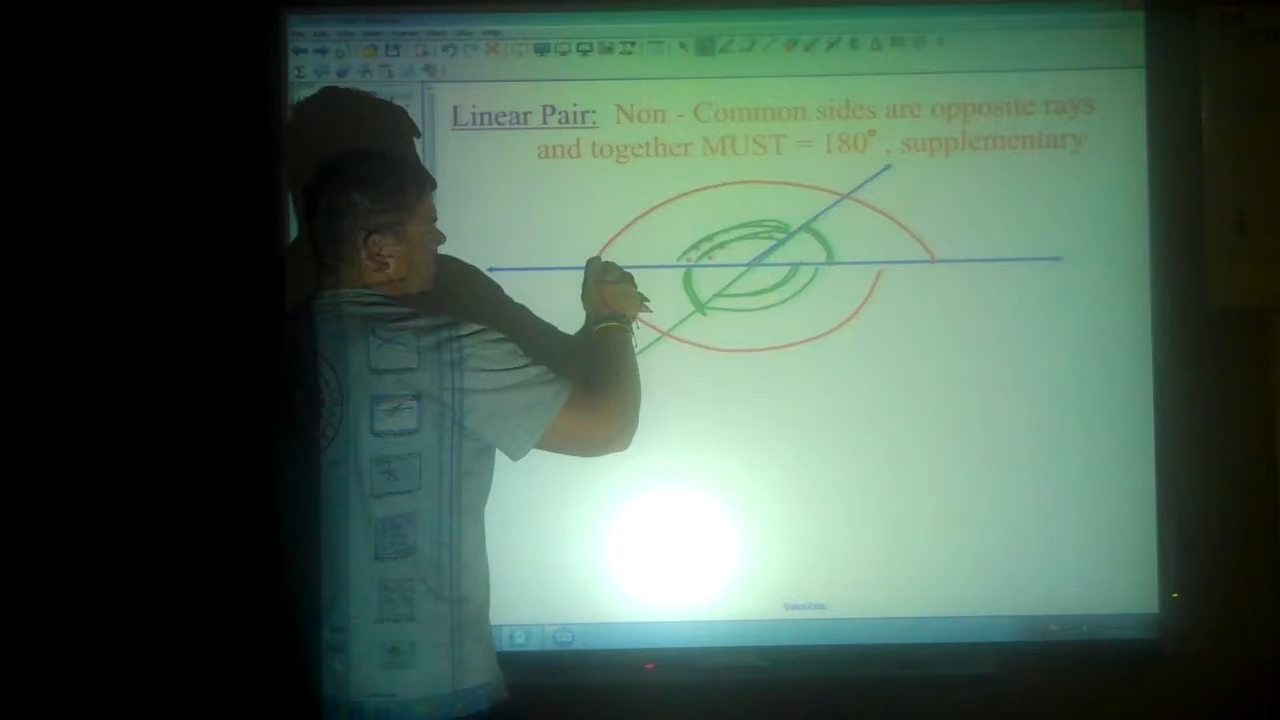 Linear Pair: Non - Common sides are opposite rays
and together MUST = 180° , supplementary